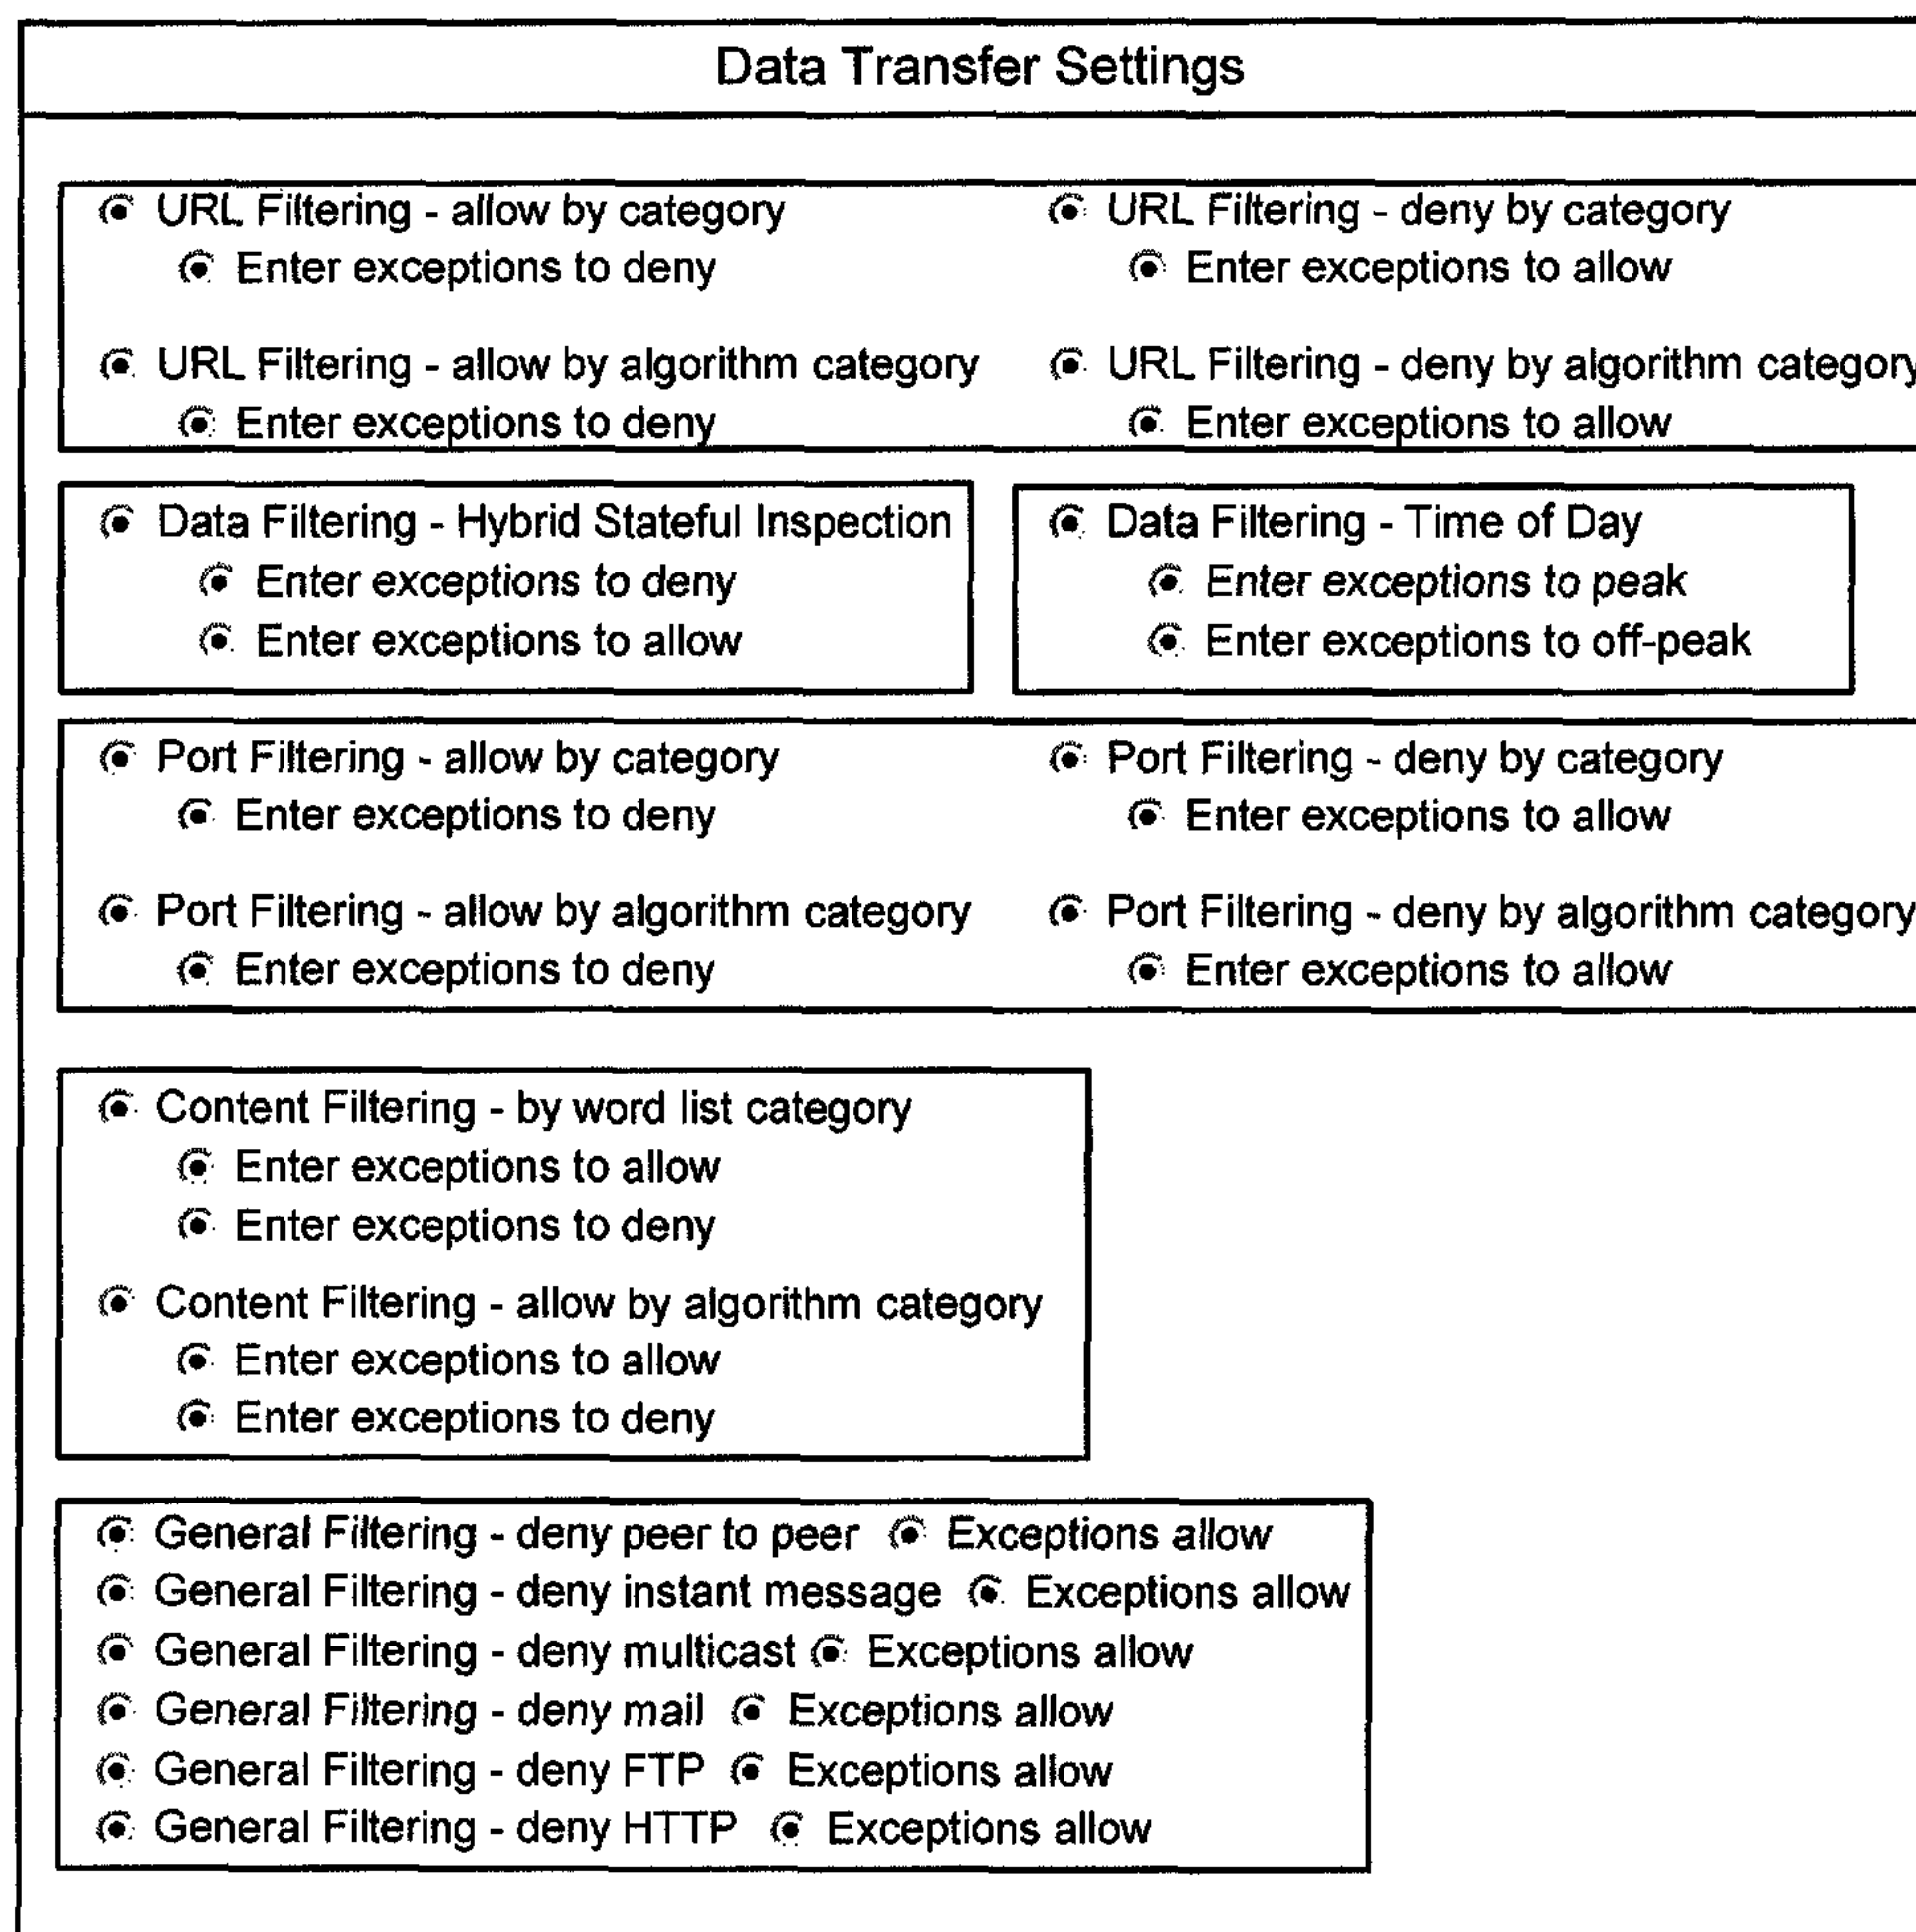 Data Transfer Settings
URL Filtering - allow by category URL Filtering - deny by category
Enter exceptions to deny Enter exceptions to allow
URL Filtering - allow by algorithm category URL Filtering - deny by algorithm category
Enter exceptions to deny Enter exceptions to allow
Data Filtering - Hybrid Stateful Inspection Data Filtering - Time of Day
Enter exceptions to deny Enter exceptions to peak
Enter exceptions to allow Enter exceptions to off-peak
Port Filtering - allow by category Port Filtering - deny by category
Enter exceptions to deny Enter exceptions to allow
Port Filtering - allow by algorithm category Port Filtering - deny by algorithm category
Enter exceptions to deny Enter exceptions to allow
Content Filtering - by word list category
Enter exceptions to allow
Enter exceptions to deny
Content Filtering - allow by algorithm category
Enter exceptions to allow
Enter exceptions to deny
General Filtering - deny peer to peer Exceptions allow
General Filtering - deny instant message Exceptions allow
General Filtering - deny multicast Exceptions allow
General Filtering - deny mail Exceptions allow
General Filtering - deny FTP Exceptions allow
General Filtering - deny HTTP Exceptions allow